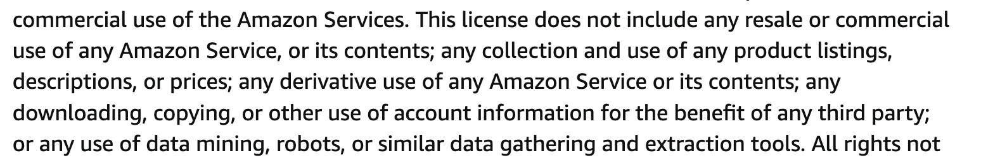 commercial use of the Amazon Services. This license does not include any resale or commercial
use of any Amazon Service, or its contents; any collection and use of any product listings,
descriptions, or prices; any derivative use of any Amazon Service or its contents; any
downloading, copying, or other use of account information for the benefit of any third party;
or any use of data mining, robots, or similar data gathering and extraction tools. All rights not